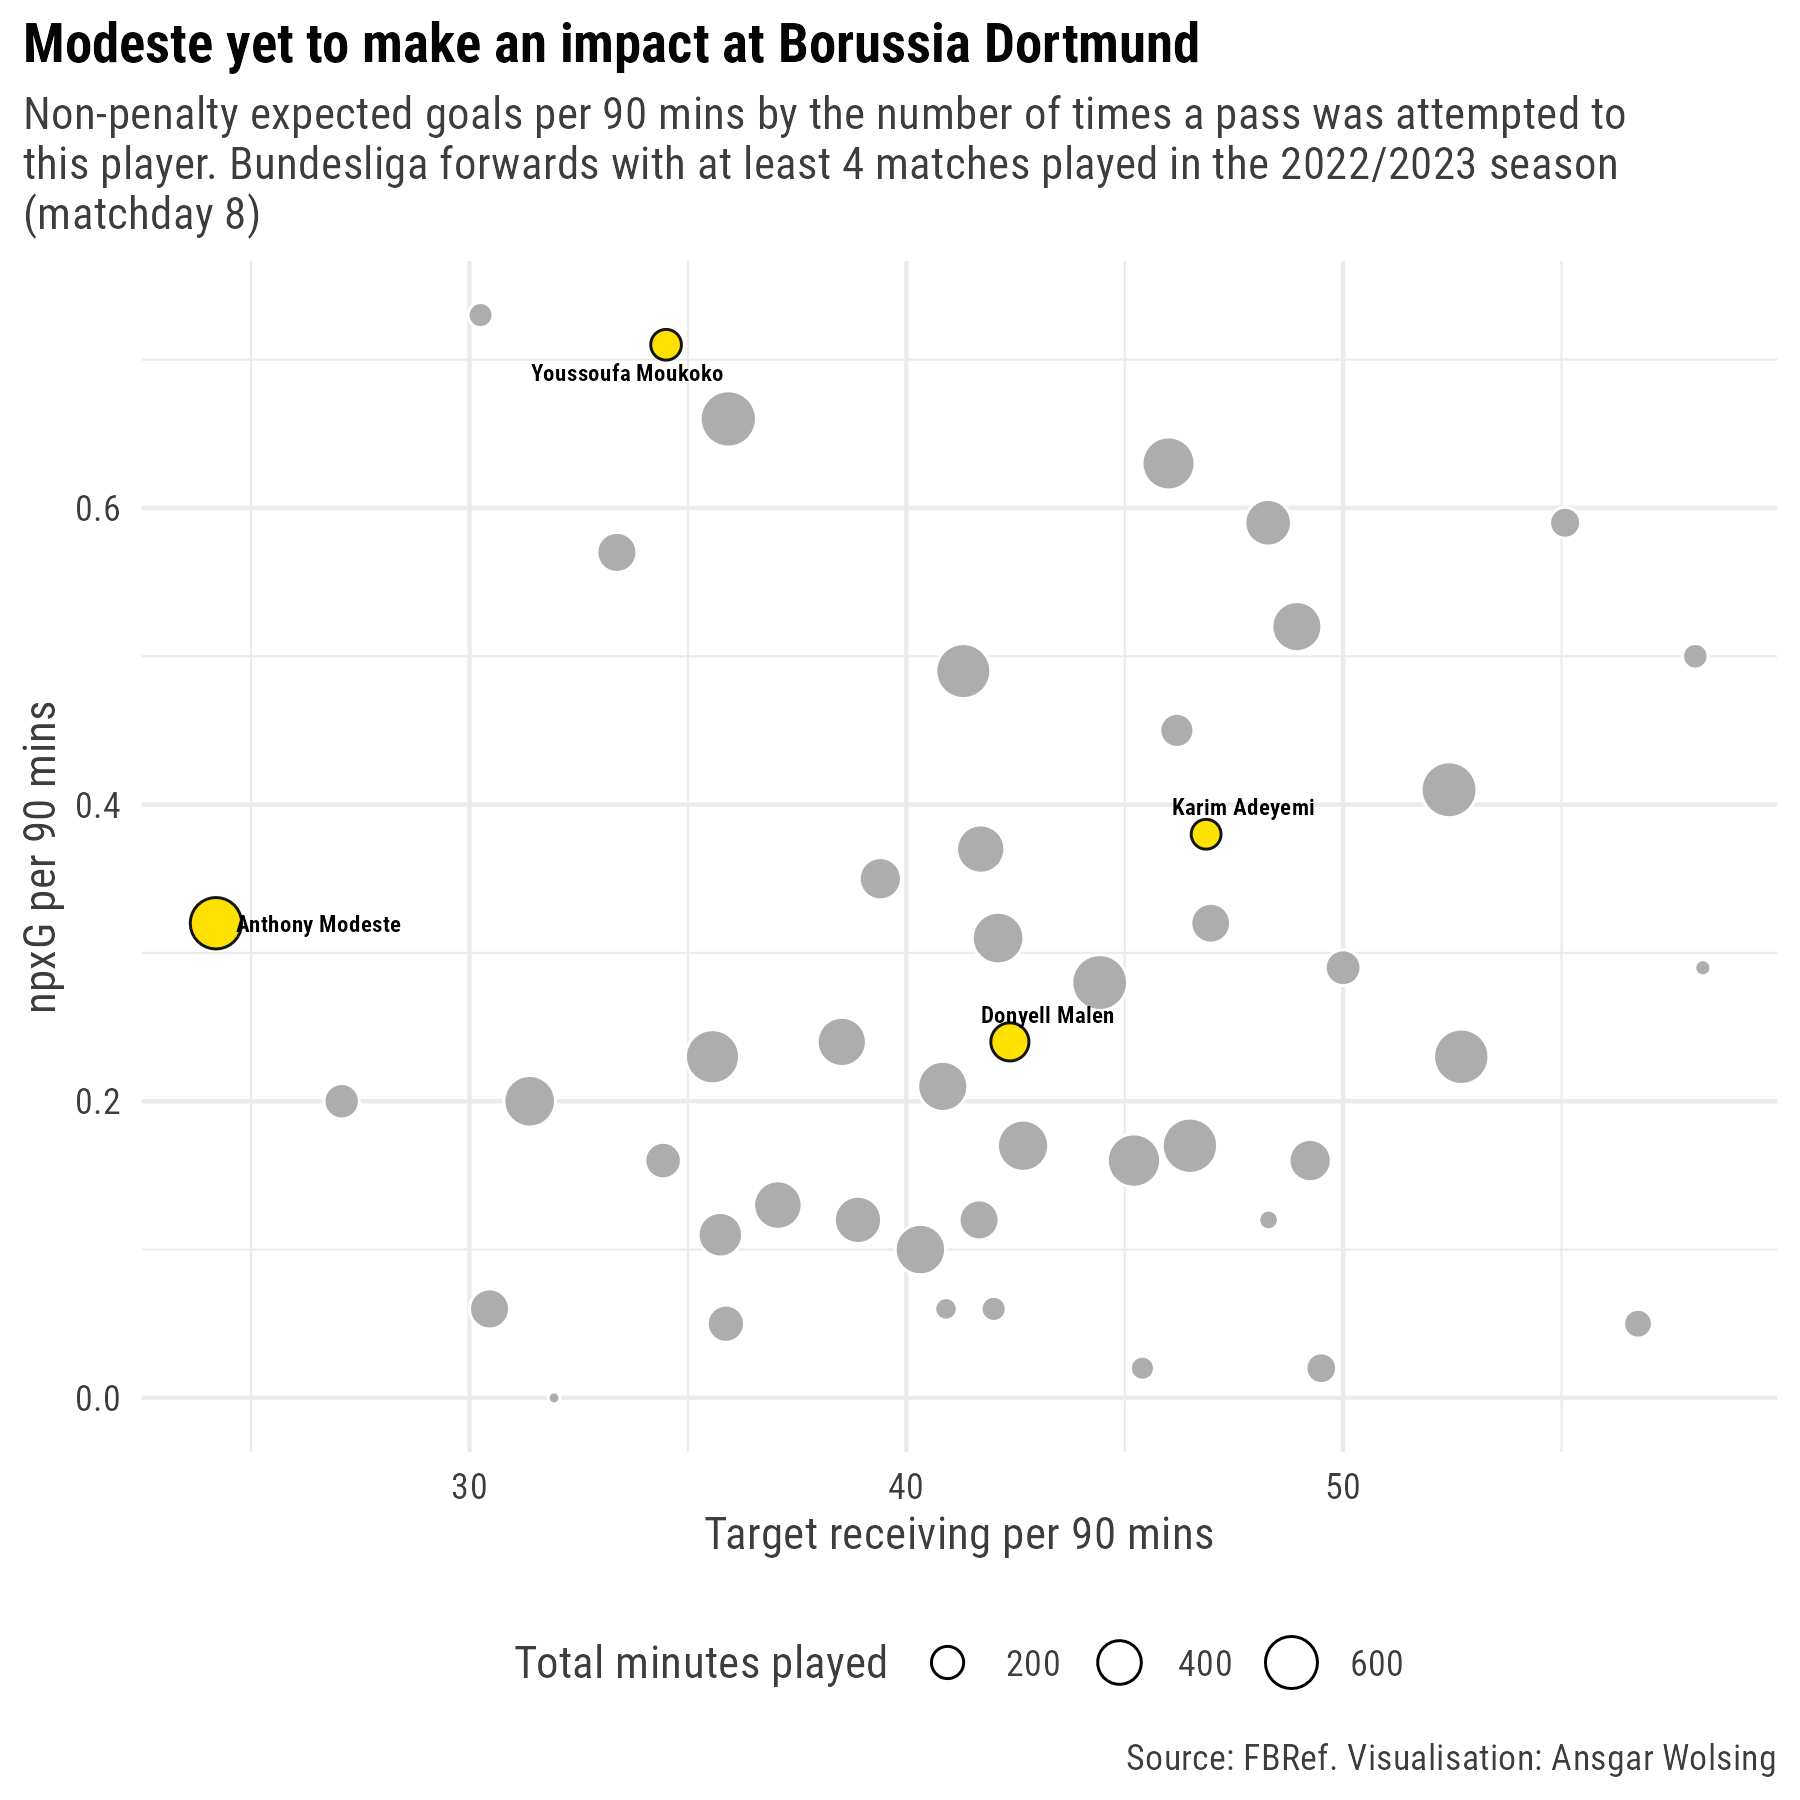 Modeste yet to make an impact at Borussia Dortmund
Non-penalty expected goals per 90 mins by the number of times a pass was attempted to
this player. Bundesliga forwards with at least 4 matches played in the 2022/2023 season
(matchday 8)
npxG per 90 mins
0.6
0.4
0.2
0.0
Youssoufa Moukoko
Karim Adeyemi
Anthony Modeste
Donyell Malen
30
40
50
Target receiving per 90 mins
Total minutes played
200
400
600
Source: FBRef. Visualisation: Ansgar Wolsing